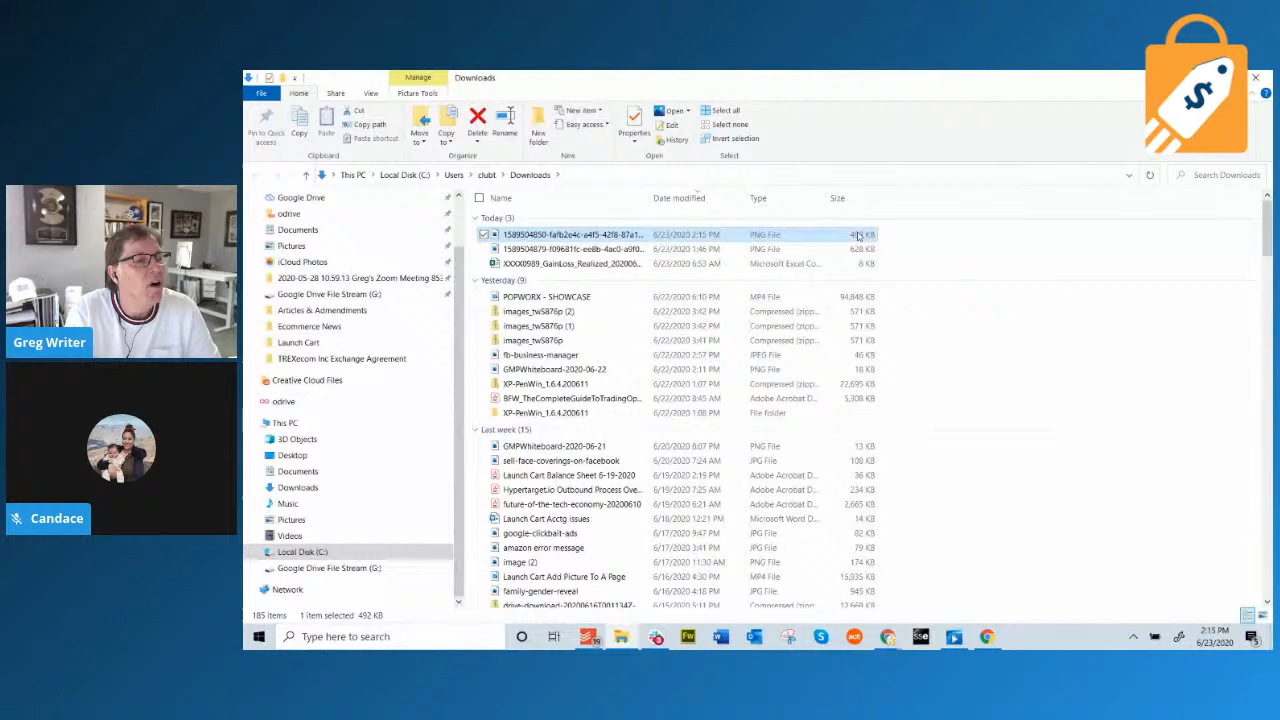 Manage
Downloads
File
Home
Share
View
Picture Tools
Pin to Quick access
Copy
Paste
Cut
Copy path
Paste shortcut
Move to
Copy to
Delete
Rename
New folder
New item
Easy access
Properties
Open
Edit
History
Select all
Select none
Invert selection
Clipboard
Organize
New
Open
Select
This PC > Local Disk (C:) > Users > clubt > Downloads >
Search Downloads
Google Drive
odrive
Documents
Pictures
iCloud Photos
2020-05-28 10.59.13 Greg's Zoom Meeting 853
Google Drive File Stream (G:)
Articles & Admendments
Ecommerce News
Launch Cart
TREXecom Inc Exchange Agreement
Creative Cloud Files
odrive
This PC
3D Objects
Desktop
Documents
Downloads
Music
Pictures
Videos
Local Disk (C:)
Google Drive File Stream (G:)
Network
Name Date modified Type Size
Today (3)
1589504850-fafb2e4c-a4f5-42f8-87a1... 6/23/2020 2:15 PM PNG File KB
1589504879-f09681fc-ee8b-4ac0-a9f0... 6/23/2020 1:46 PM PNG File 628 KB
XXXX0989_GainLoss_Realized_202006... 6/23/2020 6:53 AM Microsoft Excel Co... 8 KB
Yesterday (9)
POPWORX - SHOWCASE 6/22/2020 6:10 PM MP4 File 94,848 KB
images_twS876p (2) 6/22/2020 3:42 PM Compressed (zipp... 571 KB
images_twS876p (1) 6/22/2020 3:42 PM Compressed (zipp... 571 KB
images_twS876p 6/22/2020 3:41 PM Compressed (zipp... 571 KB
fb-business-manager 6/22/2020 2:57 PM JPEG File 46 KB
GMPWhiteboard-2020-06-22 6/22/2020 2:11 PM PNG File 18 KB
XP-PenWin_1.6.4.200611 6/22/2020 1:07 PM Compressed (zipp... 22,695 KB
BFW_TheCompleteGuideToTradingOp... 6/22/2020 8:45 AM Adobe Acrobat D... 5,308 KB
XP-PenWin_1.6.4.200611 6/22/2020 1:08 PM File folder
Last week (15)
GMPWhiteboard-2020-06-21 6/20/2020 8:07 PM PNG File 13 KB
sell-face-coverings-on-facebook 6/20/2020 7:24 AM JPG File 108 KB
Launch Cart Balance Sheet 6-19-2020 6/19/2020 2:19 PM Adobe Acrobat D... 36 KB
Hypertarget.io Outbound Process Ove... 6/19/2020 9:26 AM Adobe Acrobat D... 234 KB
future-of-the-tech-economy-20200610 6/19/2020 6:21 AM Adobe Acrobat D... 2,665 KB
Launch Cart Acctg Issues 6/18/2020 12:21 PM Microsoft Word D... 14 KB
google-clickbait-ads 6/17/2020 9:47 PM JPG File 82 KB
amazon error message 6/17/2020 1:51 PM JPG File 79 KB
image (2) 6/17/2020 11:30 AM PNG File 174 KB
Launch Cart Add Picture To A Page 6/16/2020 4:30 PM MP4 File 15,935 KB
family-gender-reveal 6/16/2020 4:18 PM JPG File 945 KB
drive-download-20200616T001134Z- 6/15/2020 5:11 PM Compressed (zipp... 12,669 KB
185 items 1 item selected 492 KB
Type here to search
19
Fw
act!
SSE
2:15 PM
6/23/2020
5
Greg Writer
Candace
$